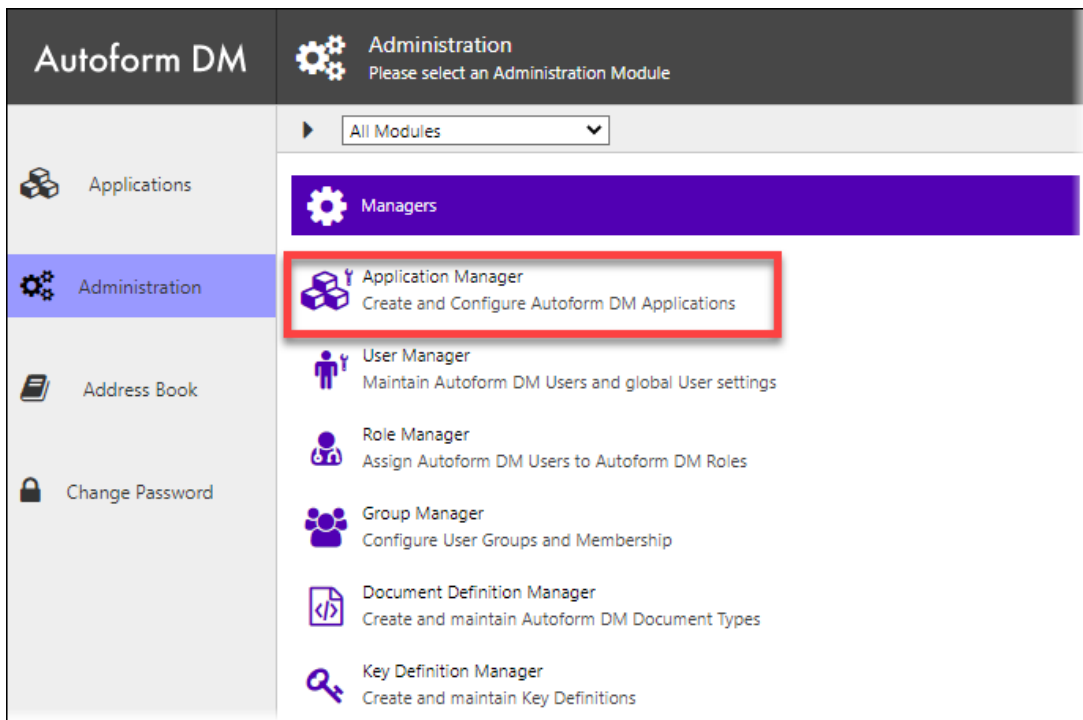 Autoform DM
Administration
Please select an Administration Module
All Modules
Applications
Administration
Address Book
Change Password
Managers
Application Manager
Create and Configure Autoform DM Applications
User Manager
Maintain Autoform DM Users and global User settings
Role Manager
Assign Autoform DM Users to Autoform DM Roles
Group Manager
Configure User Groups and Membership
Document Definition Manager
Create and maintain Autoform DM Document Types
Key Definition Manager
Create and maintain Key Definitions